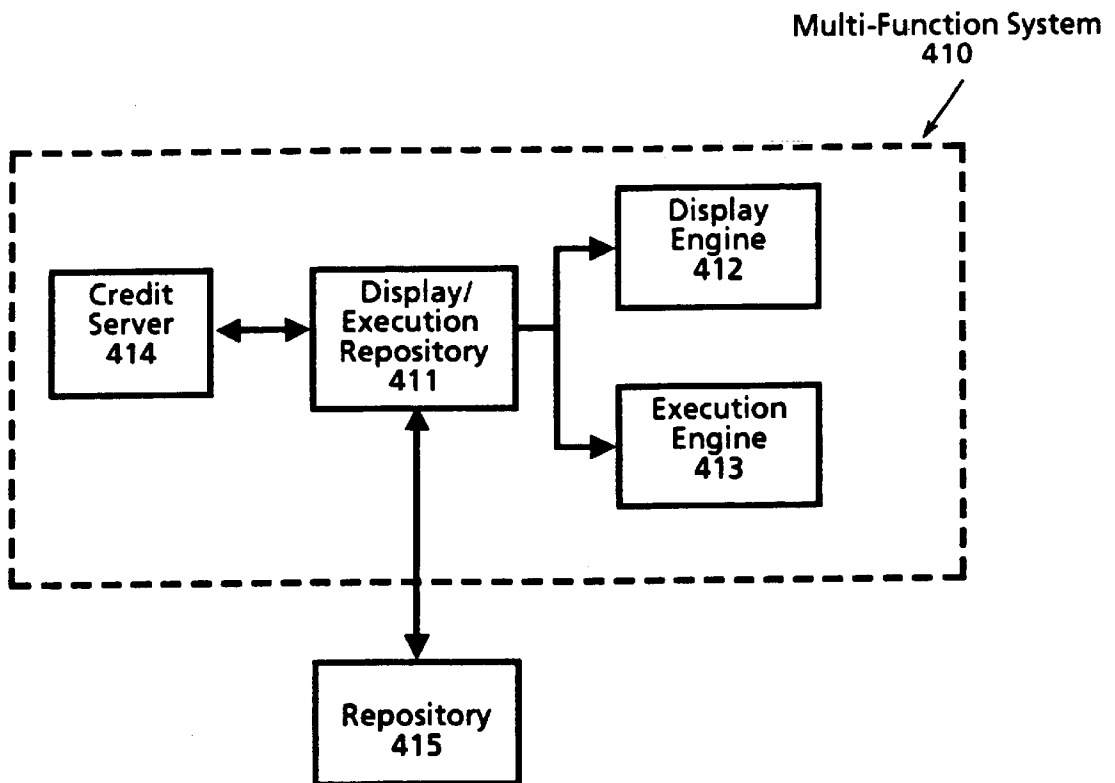 Multi-Function System
410
Display
Engine
412
Credit
Server
414
Display/
Execution
Repository
411
Execution
Engine
413
Repository
415